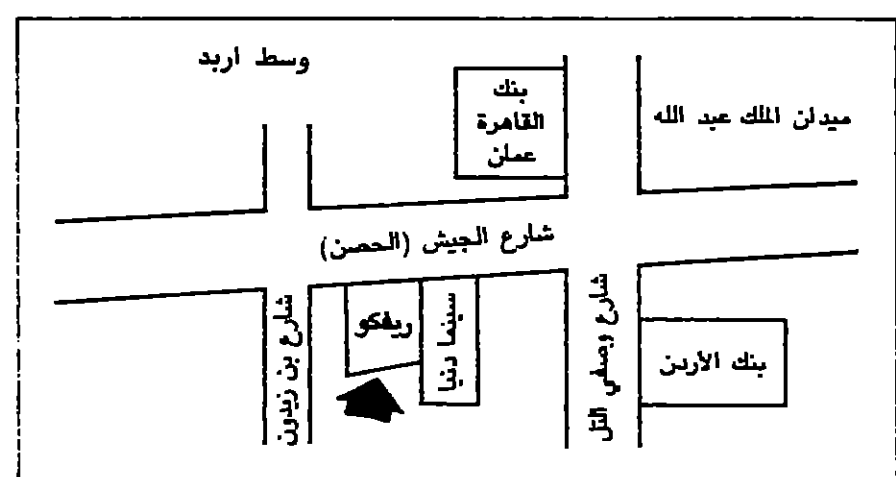 وسط اربد
بنك
القاهرة
عمان
ميدان الملك عبد الله
شارع الجيش (الحصن)
شارع بن زيدون
ريفكو
سينما دنيا
شارع وصفي التل
بنك الأردن